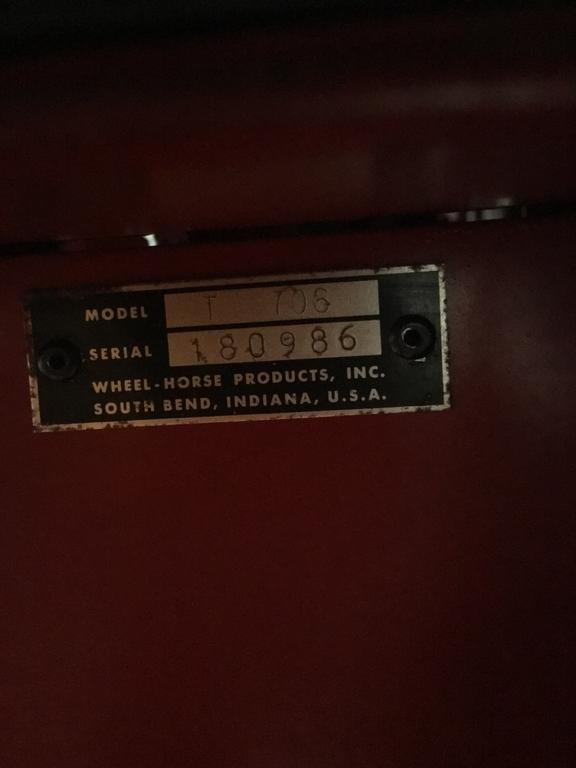 MODEL T 706
SERIAL 180986
WHEEL-HORSE PRODUCTS, INC.
SOUTH BEND, INDIANA, U.S.A.